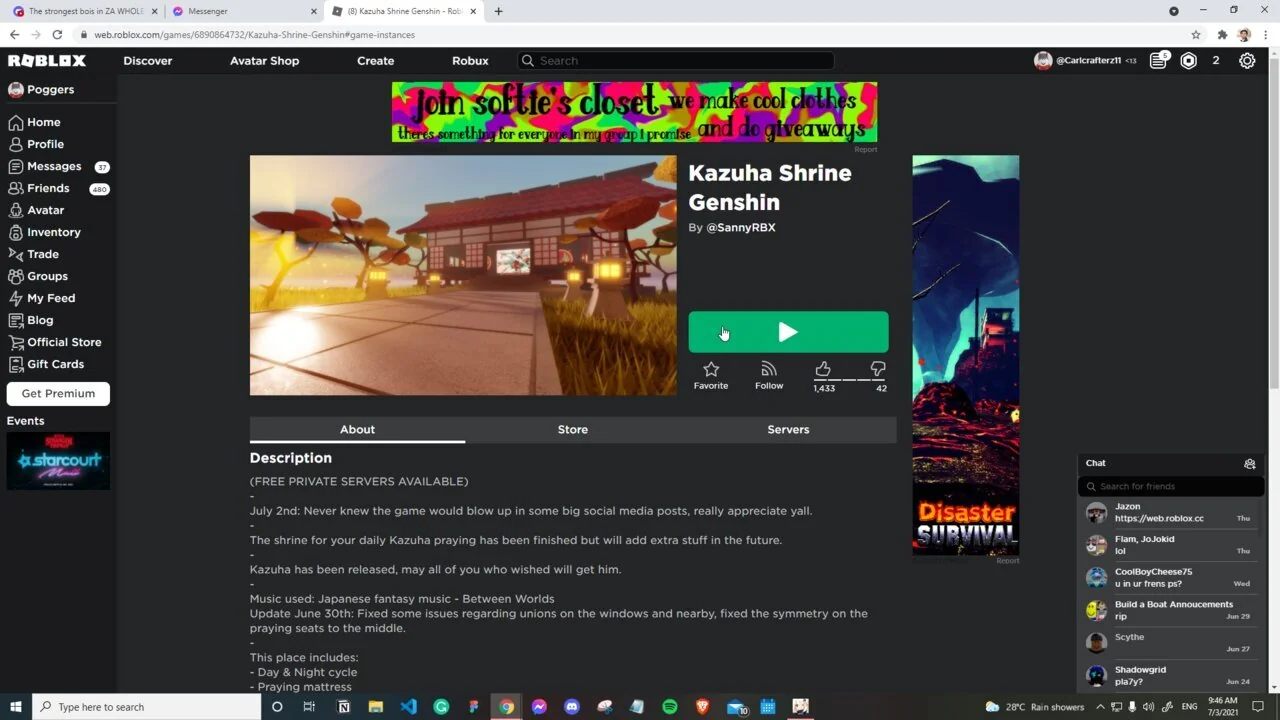 The strongest bois in ZA WHOLE
Messenger
(8) Kazuha Shrine Genshin - Rob
web.roblox.com/games/6890864732/Kazuha-Shrine-Genshin#game-instances
ROBLOX
Discover
Avatar Shop
Create
Robux
Search
@Carlcrafterz11 <13
5
2
Poggers
Home
Profile
Messages 37
Friends 480
Avatar
Inventory
Trade
Groups
My Feed
Blog
Official Store
Gift Cards
Get Premium
Events
STRANGER THINGS
starcourt
join softie's closet we make cool clothes
theres something for everyone in my group i promise and do giveaways
Report
Kazuha Shrine
Genshin
By @SannyRBX
Favorite
Follow
1,433
42
About
Store
Servers
Description
(FREE PRIVATE SERVERS AVAILABLE)
-
July 2nd: Never knew the game would blow up in some big social media posts, really appreciate yall.
-
The shrine for your daily Kazuha praying has been finished but will add extra stuff in the future.
-
Kazuha has been released, may all of you who wished will get him.
-
Music used: Japanese fantasy music - Between Worlds
Update June 30th: Fixed some issues regarding unions on the windows and nearby, fixed the symmetry on the
praying seats to the middle.
-
This place includes:
- Day & Night cycle
- Praying mattress
Disaster
SURVIVAL
Report
Chat
Search for friends
Jazon
https://web.roblox.cc Thu
Flam, JoJokid
lol Thu
CoolBoyCheese75
u in ur frens ps? Wed
Build a Boat Annoucements
rip Jun 29
Scythe
Jun 27
Shadowgrid
pla7y? Jun 24
Type here to search
10
28°C Rain showers
ENG
9:46 AM
7/3/2021